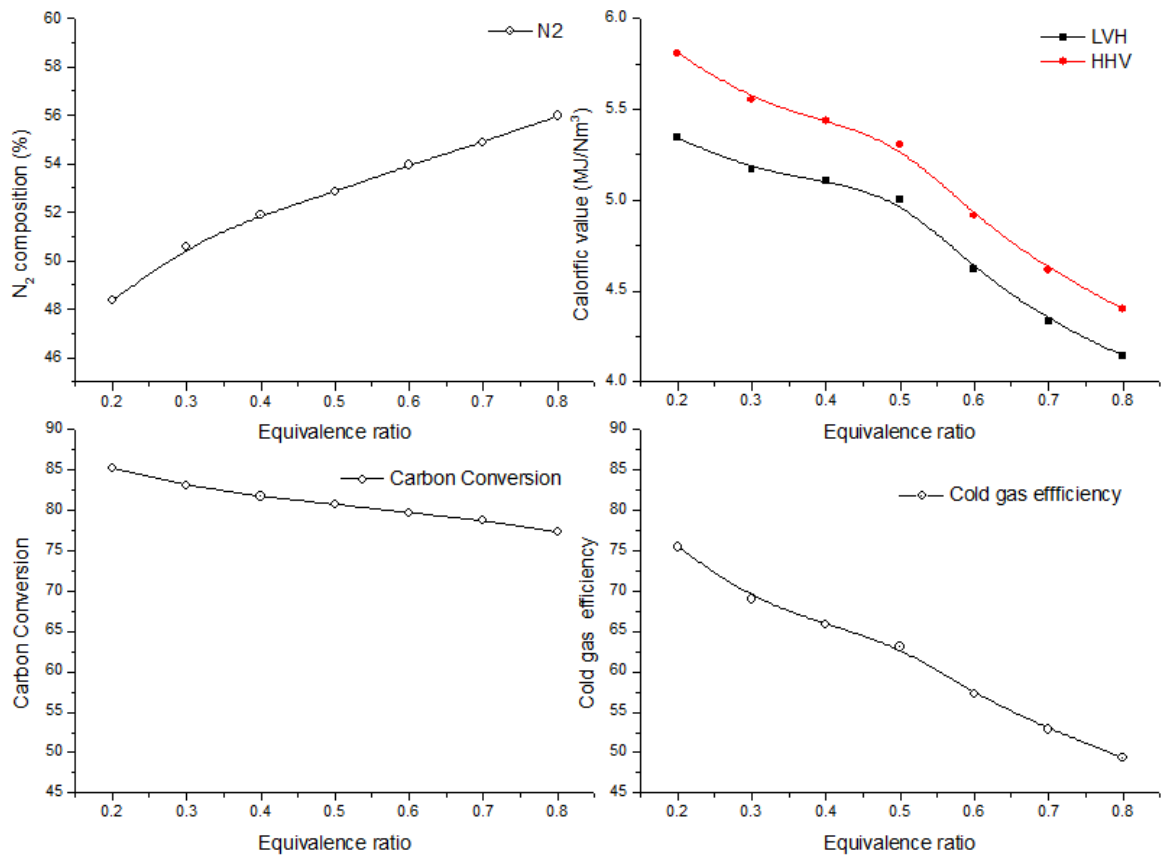 N2
N₂ composition (%)
60
58
56
54
52
50
48
46
0.2 0.3 0.4 0.5 0.6 0.7 0.8
Equivalence ratio
LVH
HHV
Calorific value (MJ/Nm³)
6.0
5.5
5.0
4.5
4.0
0.2 0.3 0.4 0.5 0.6 0.7 0.8
Equivalence ratio
Carbon Conversion
Carbon Conversion
90
85
80
75
70
65
60
55
50
45
0.2 0.3 0.4 0.5 0.6 0.7 0.8
Equivalence ratio
Cold gas effficiency
Cold gas efficiency
90
85
80
75
70
65
60
55
50
45
0.2 0.3 0.4 0.5 0.6 0.7 0.8
Equivalence ratio